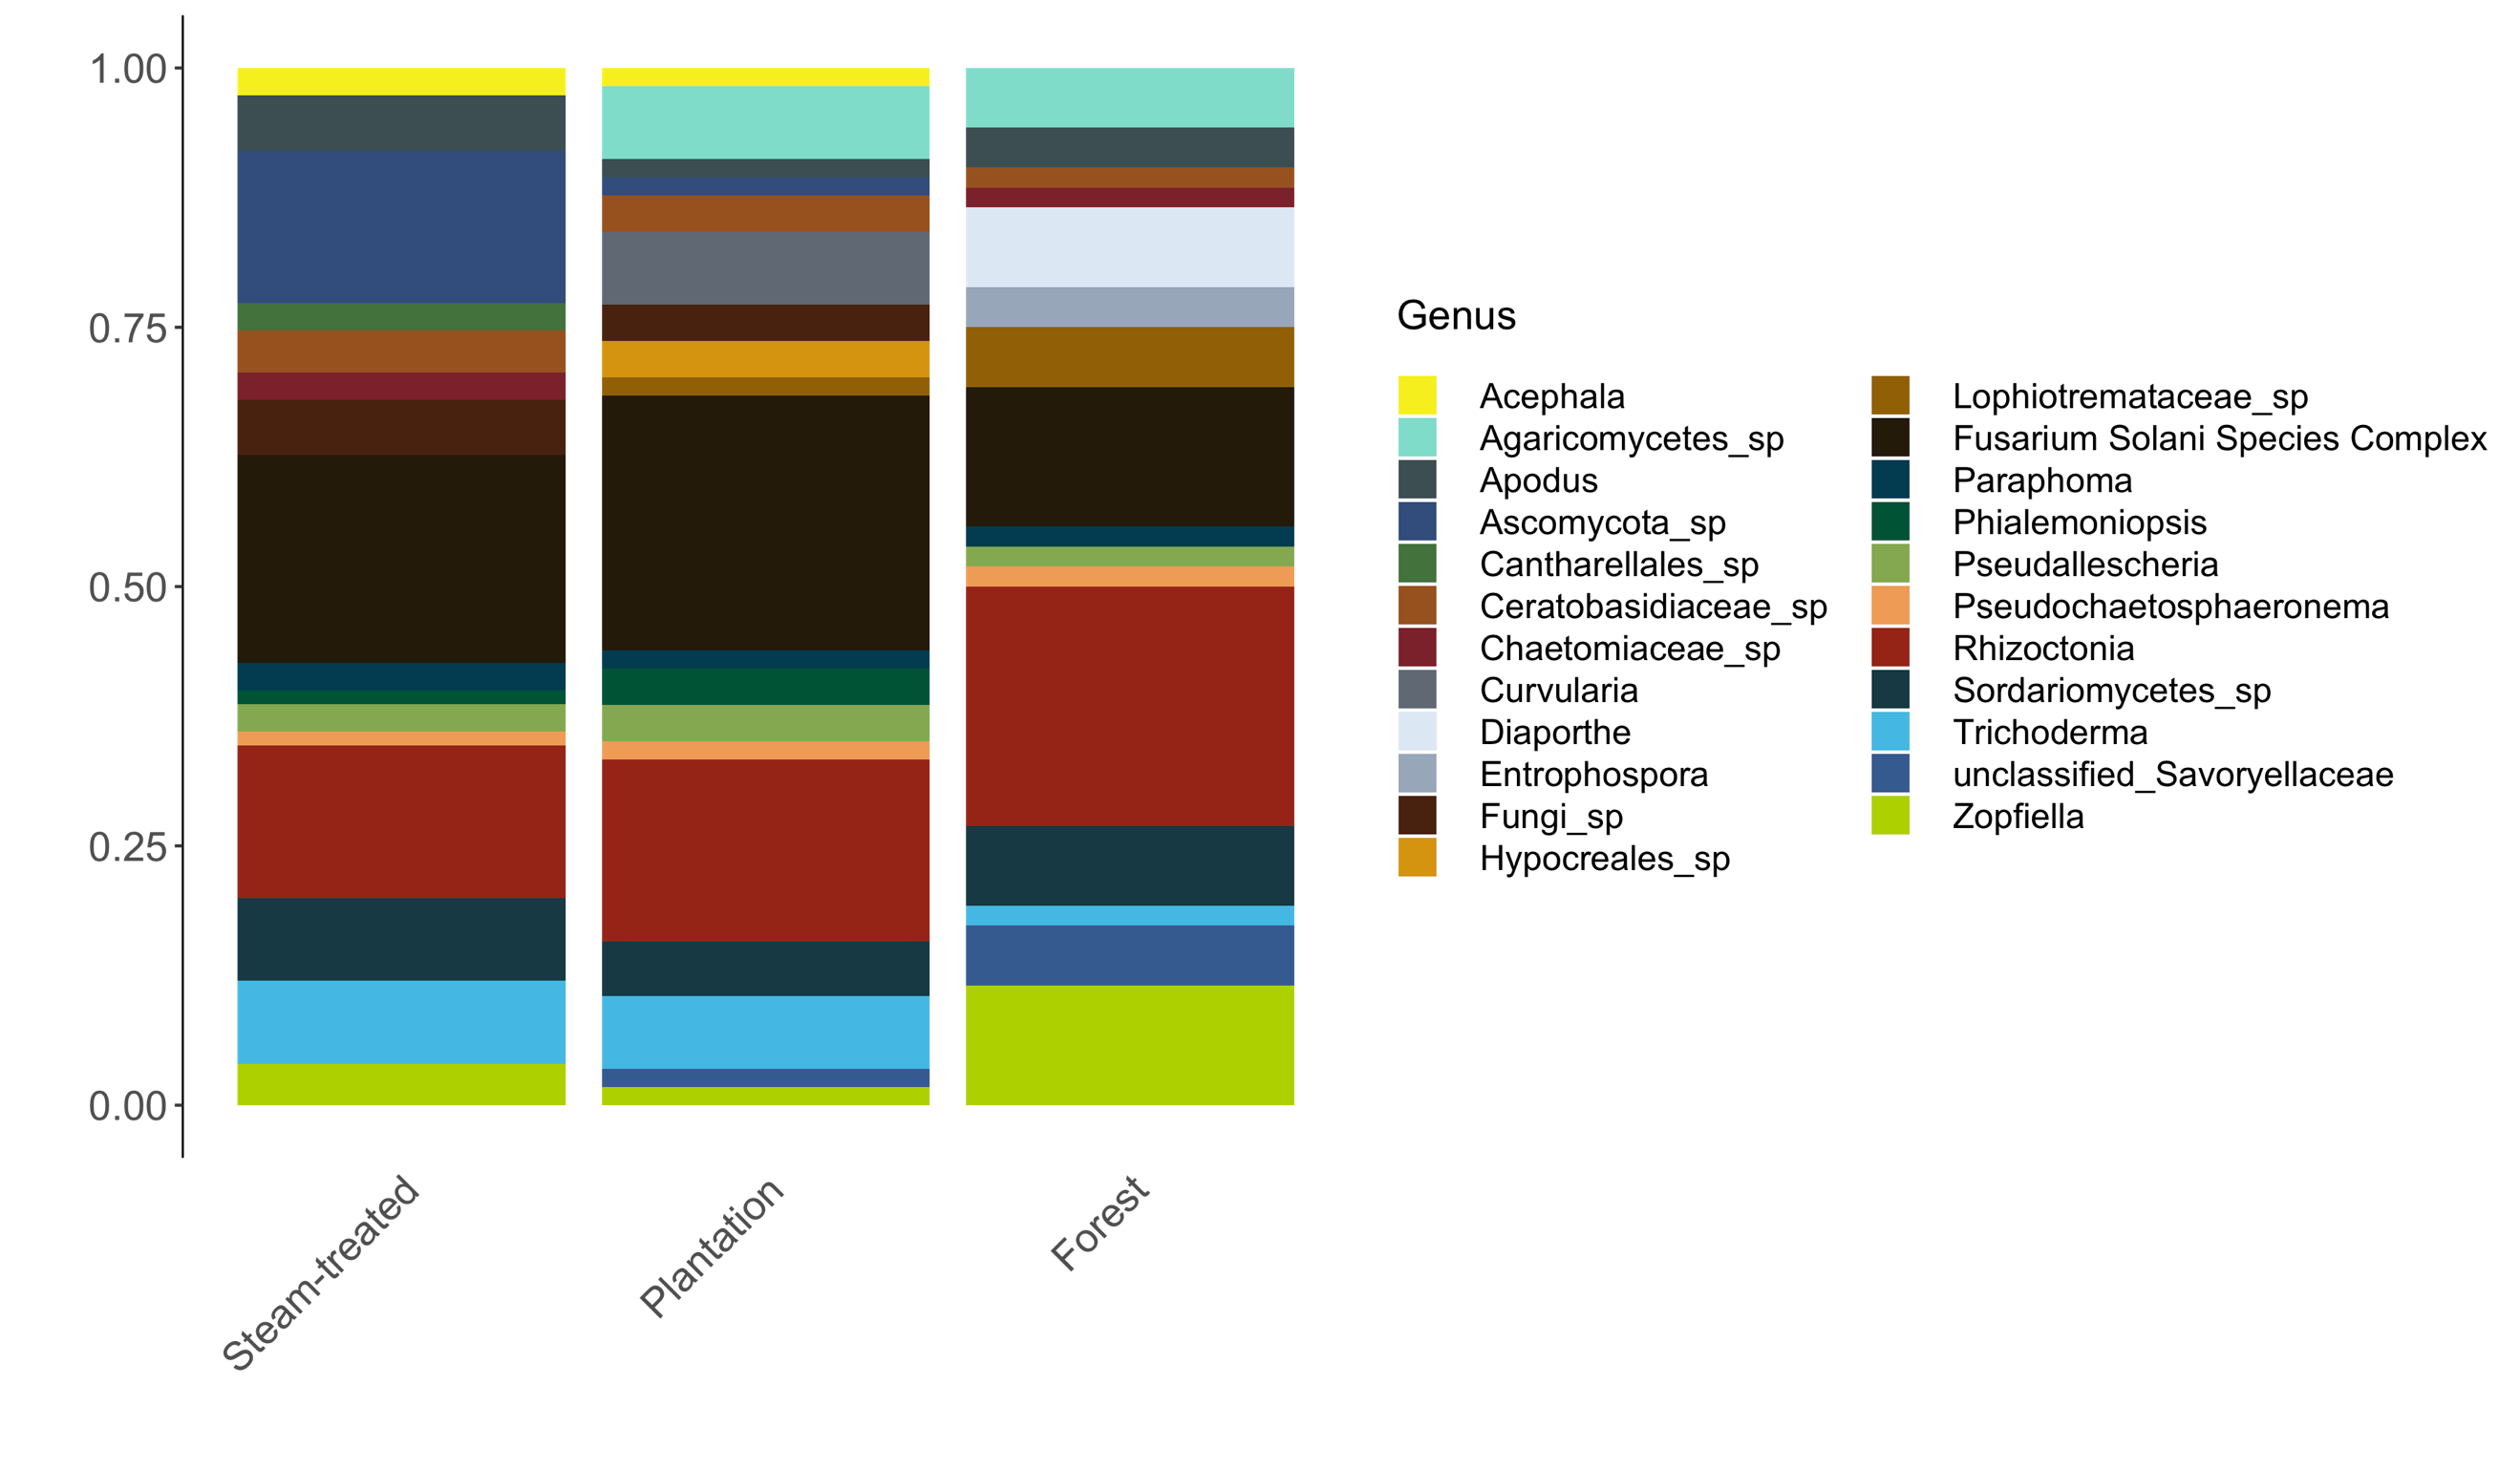 1.00
0.75
0.50
0.25
0.00
Steam-treated
Plantation
Forest
Genus
Acephala
Agaricomycetes_sp
Apodus
Ascomycota_sp
Cantharellales_sp
Ceratobasidiaceae_sp
Chaetomiaceae_sp
Curvularia
Diaporthe
Entrophospora
Fungi_sp
Hypocreales_sp
Lophiotremataceae_sp
Fusarium Solani Species Complex
Paraphoma
Phialemoniopsis
Pseudallescheria
Pseudochaetosphaeronema
Rhizoctonia
Sordariomycetes_sp
Trichoderma
unclassified_Savoryellaceae
Zopfiella